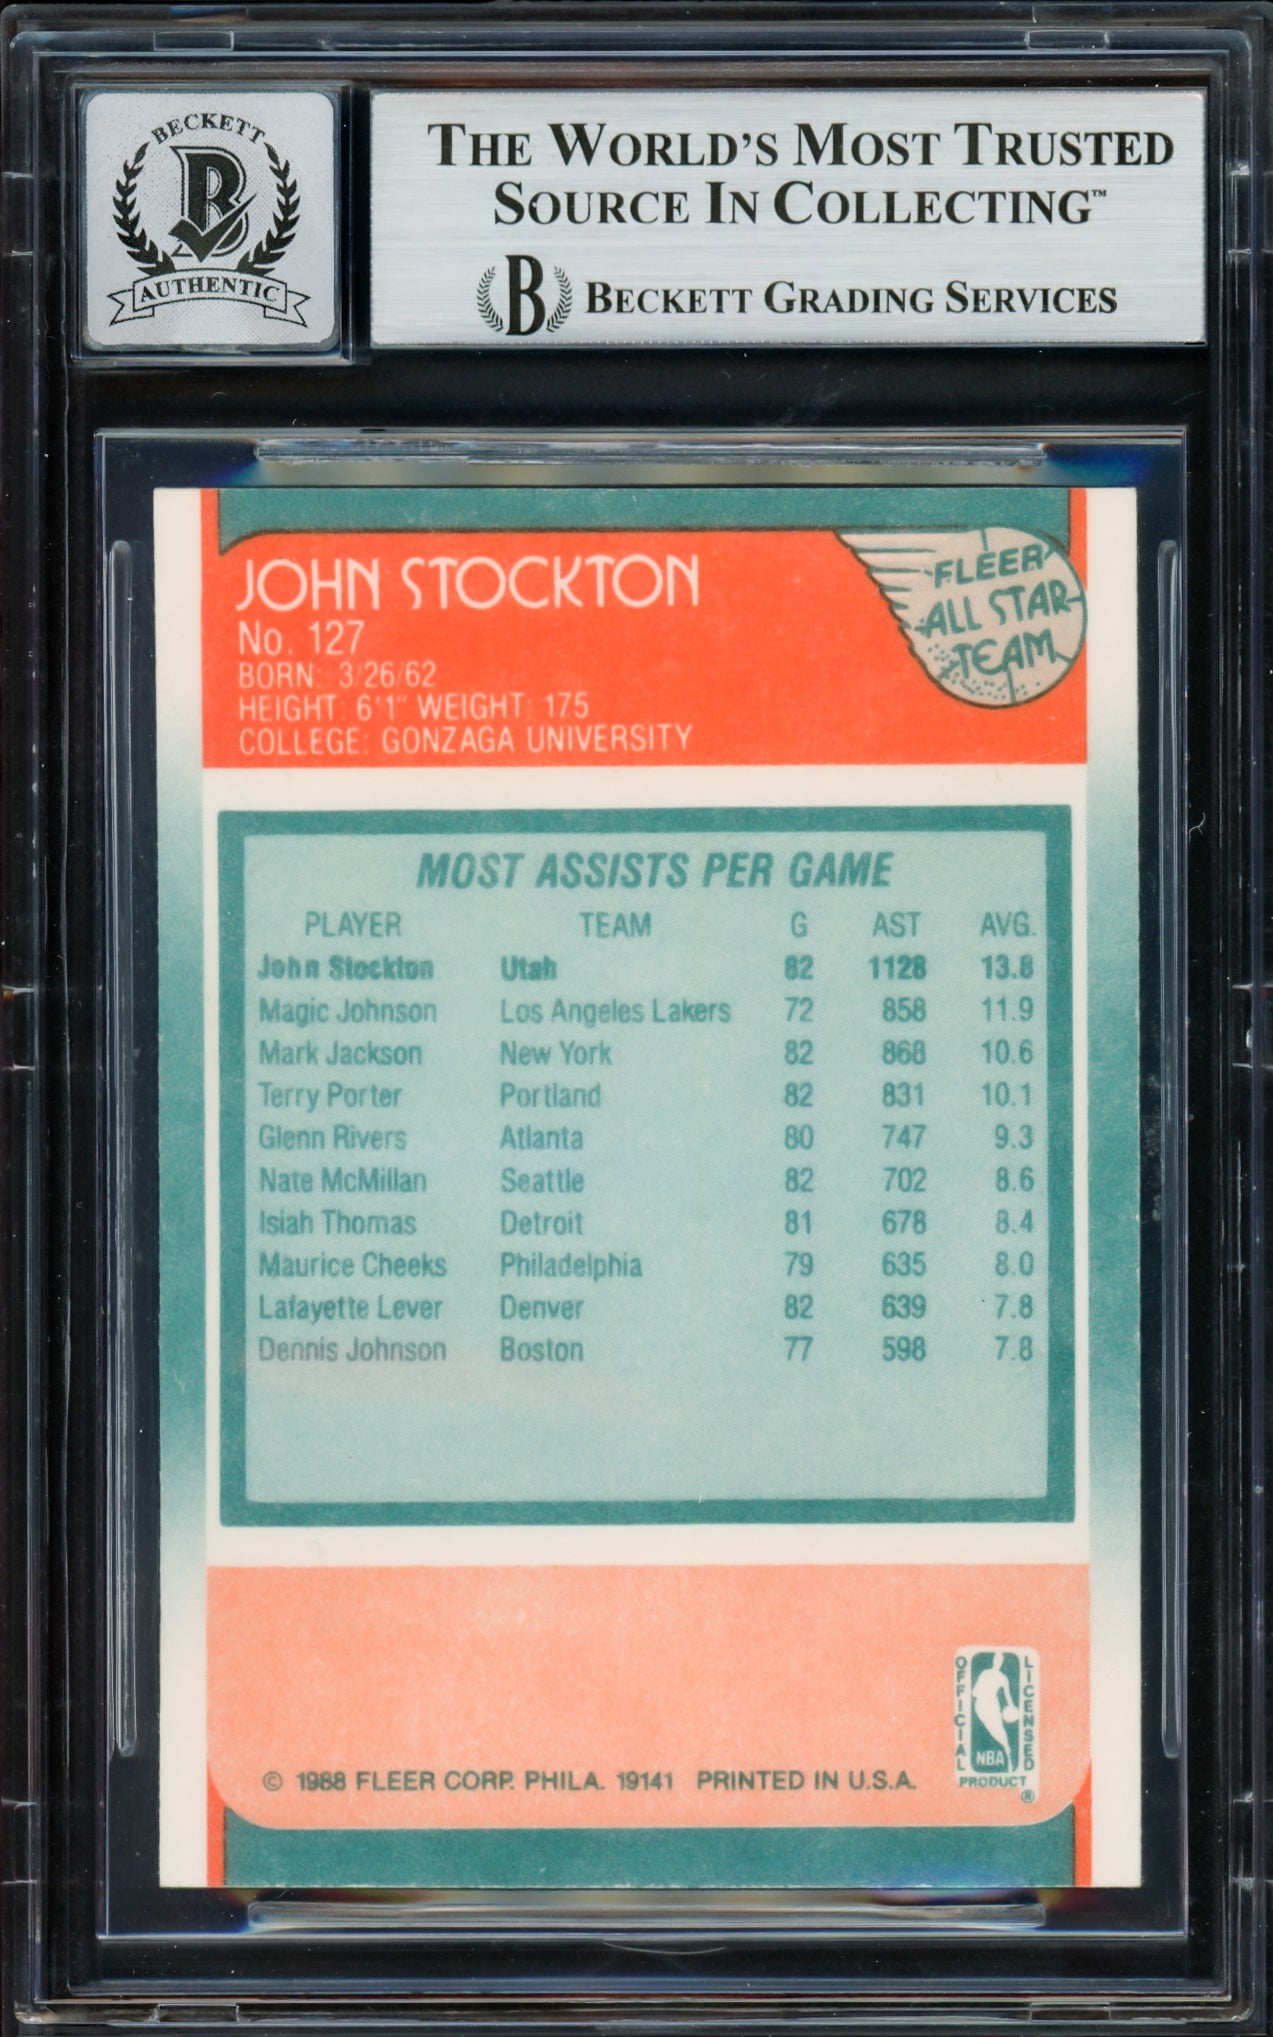 BECKETT
B
AUTHENTIC
THE WORLD'S MOST TRUSTED
SOURCE IN COLLECTING™
B BECKETT GRADING SERVICES
JOHN STOCKTON
No. 127
BORN: 3/26/62
HEIGHT: 6'1" WEIGHT: 175
COLLEGE: GONZAGA UNIVERSITY
FLEER
ALL STAR
TEAM
MOST ASSISTS PER GAME
PLAYER TEAM G AST AVG.
John Stockton Utah 82 1128 13.8
Magic Johnson Los Angeles Lakers 72 858 11.9
Mark Jackson New York 82 868 10.6
Terry Porter Portland 82 831 10.1
Glenn Rivers Atlanta 80 747 9.3
Nate McMillan Seattle 82 702 8.6
Isiah Thomas Detroit 81 678 8.4
Maurice Cheeks Philadelphia 79 635 8.0
Lafayette Lever Denver 82 639 7.8
Dennis Johnson Boston 77 598 7.8
© 1988 FLEER CORP. PHILA. 19141 PRINTED IN U.S.A.
OFFICIAL
LICENSED
NBA
PRODUCT
®